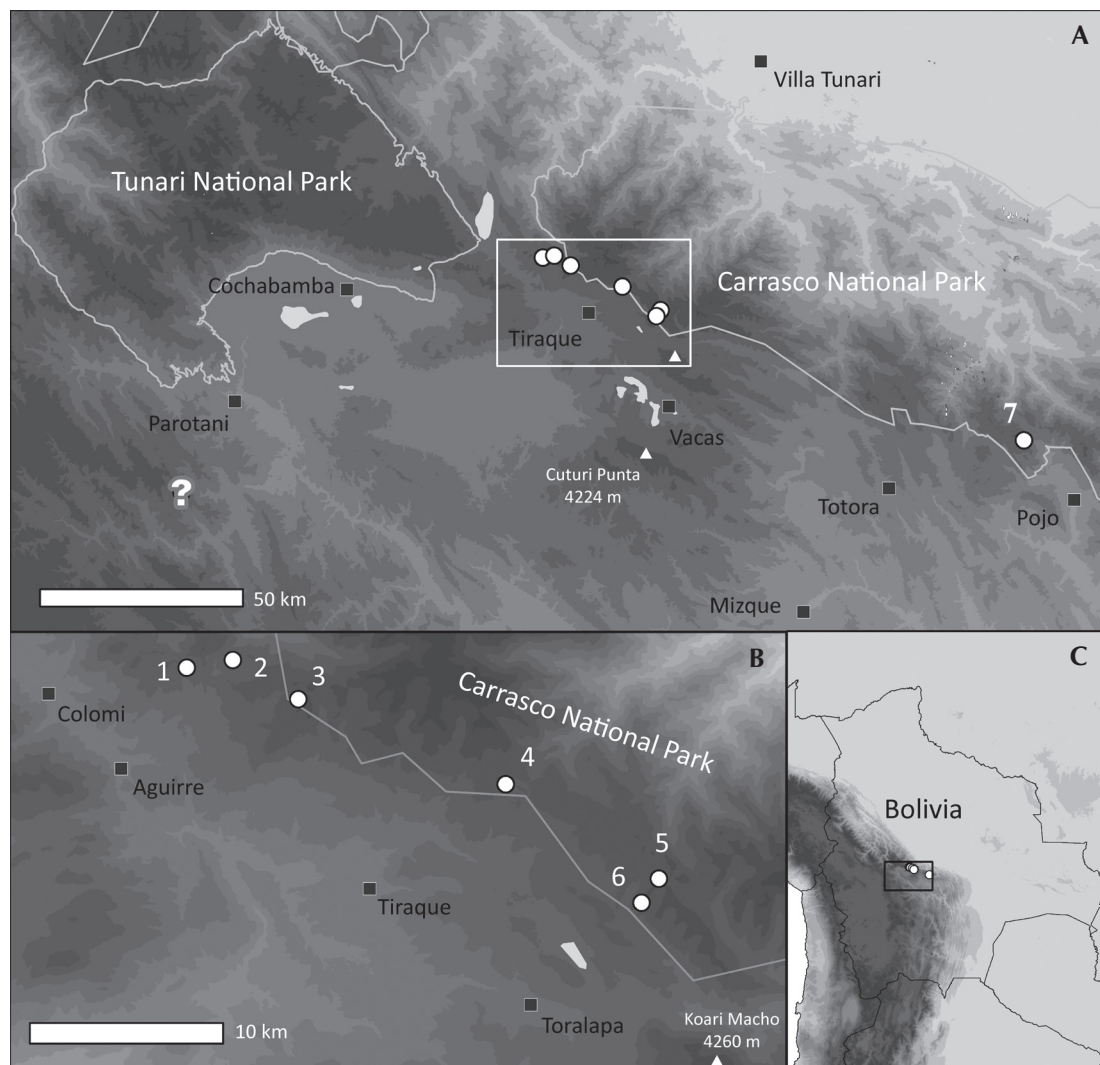 A
Villa Tunari
Tunari National Park
Cochabamba
Carrasco National Park
Tiraque
Parotani
Vacas
7
?
Cuturi Punta
4224 m
Totora
Pojo
50 km
Mizque
B
1
2
3
Colomi
Carrasco National Park
4
Aguirre
5
6
Tiraque
Toralapa
10 km
Koari Macho
4260 m
C
Bolivia